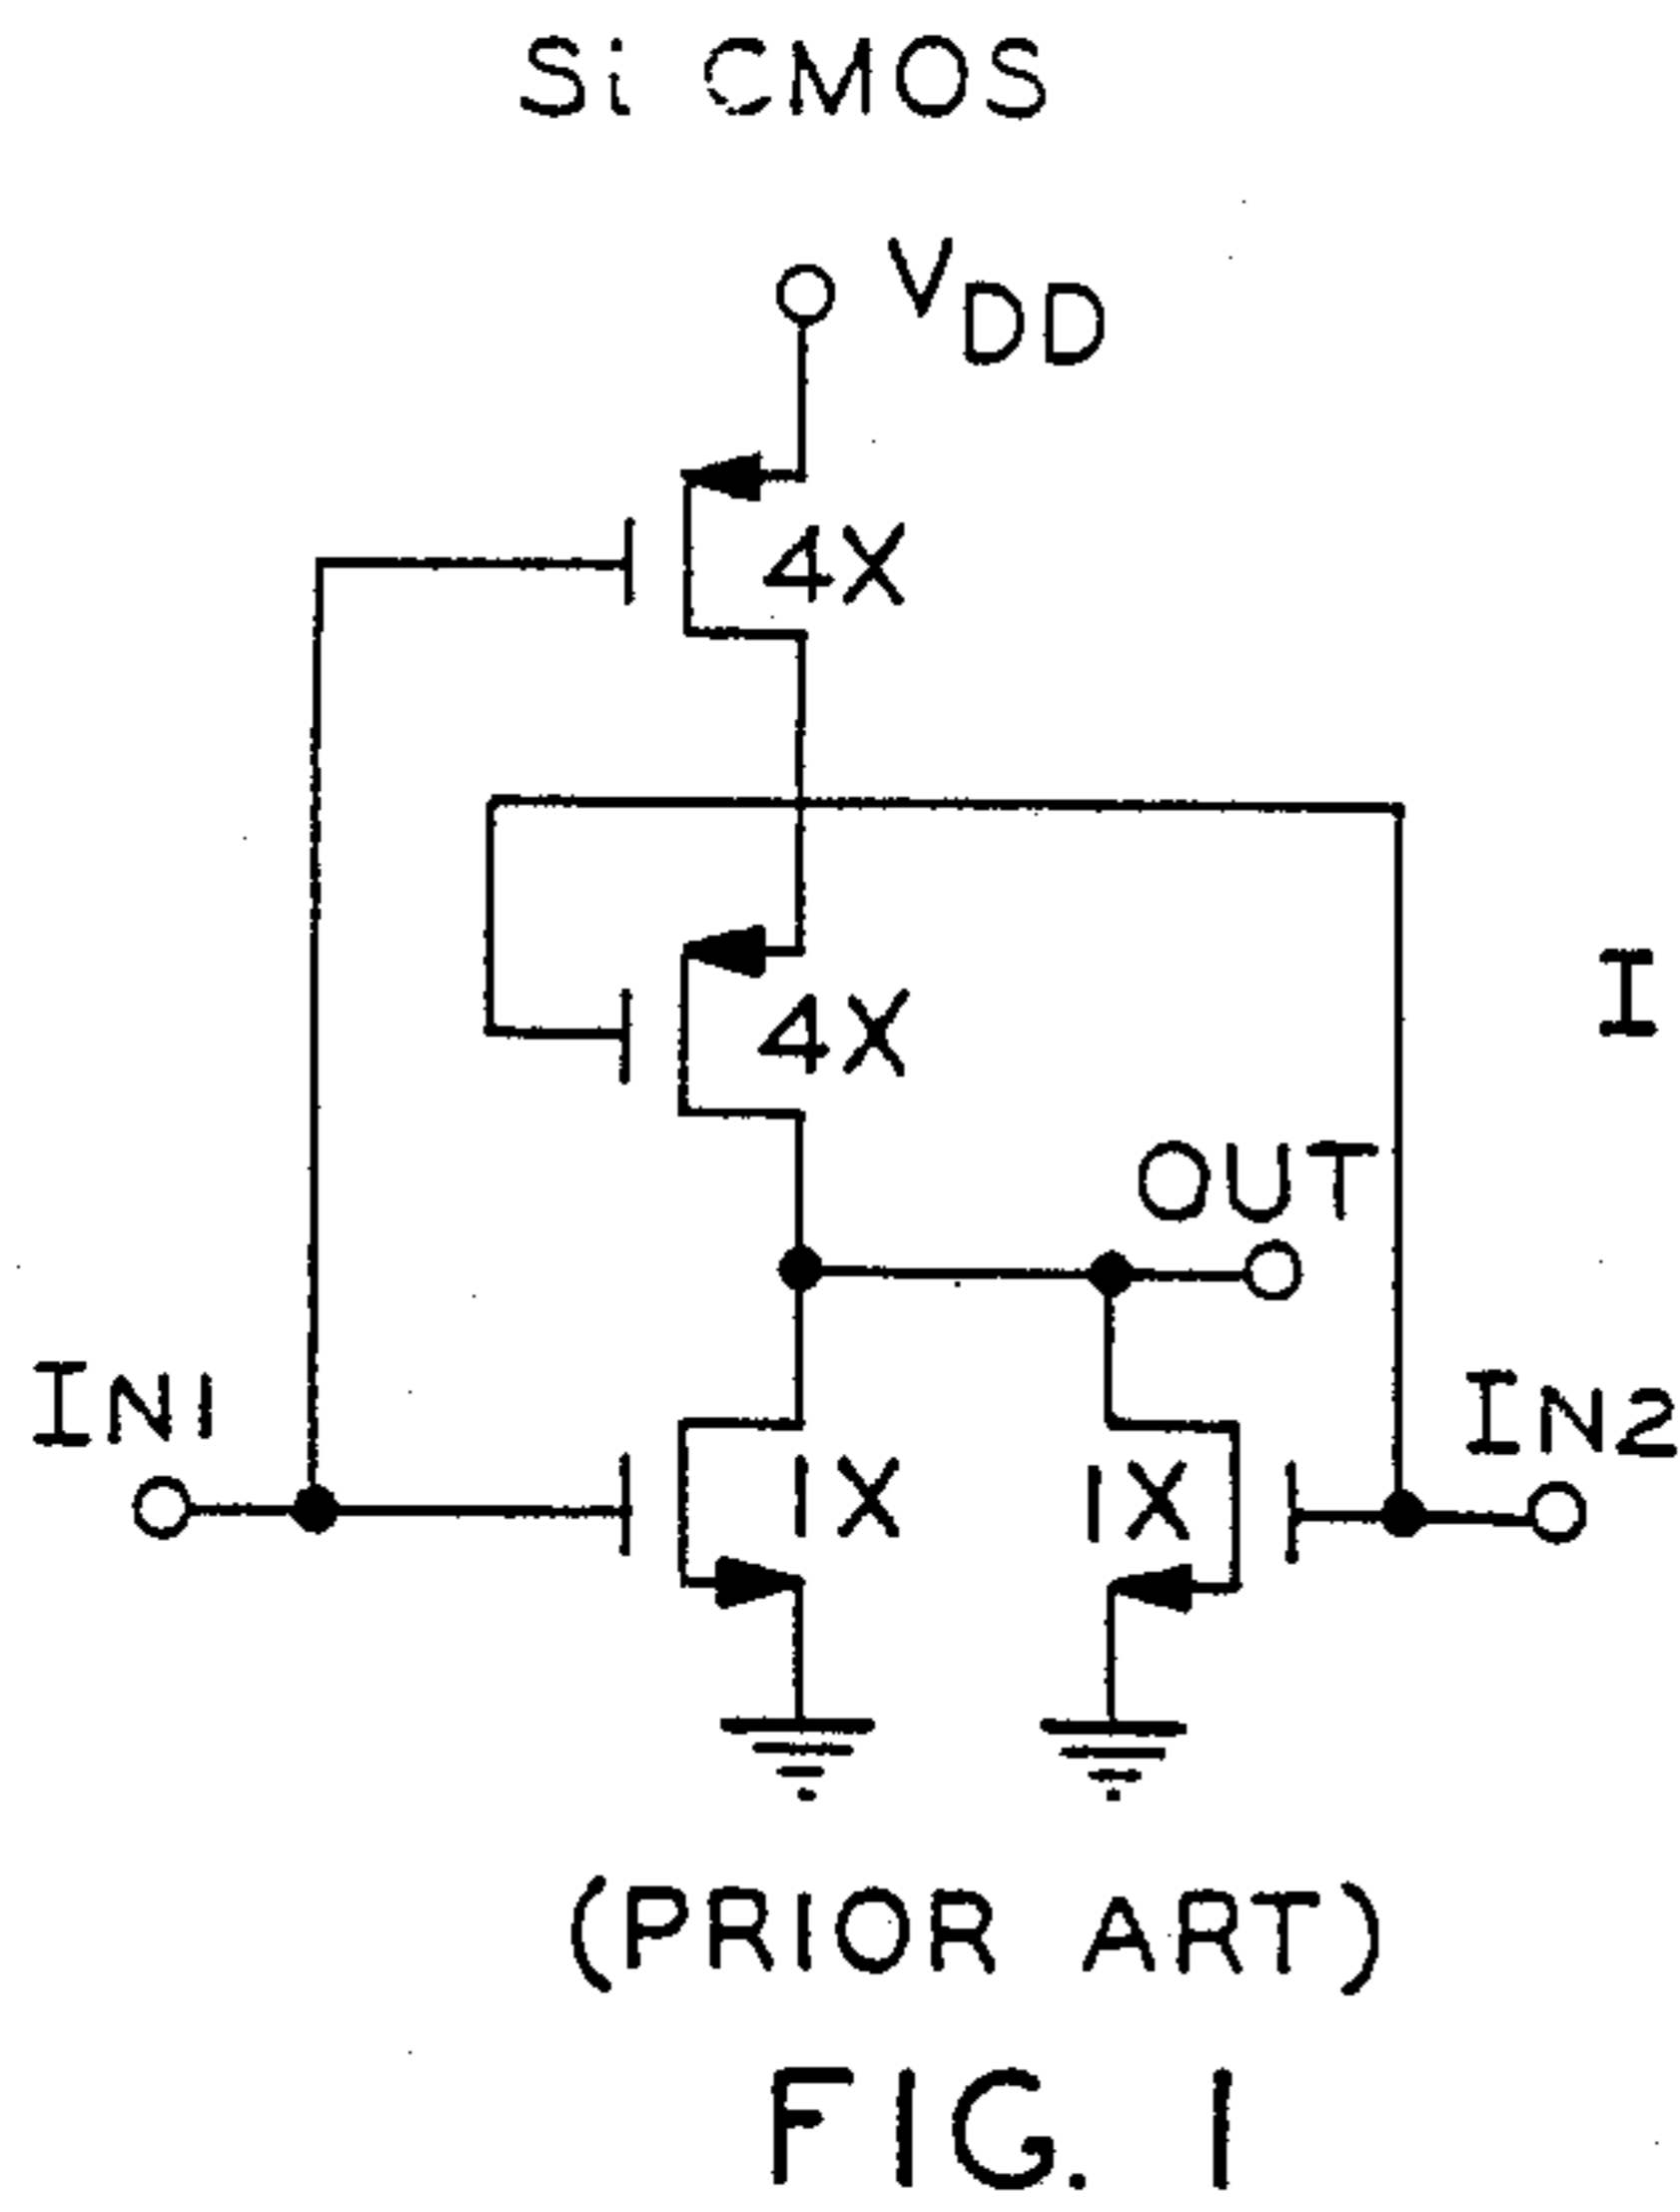 Si CMOS
VDD
4X
4X
I
OUT
IN1
IN2
1X
1X
(PRIOR ART)
FIG. 1